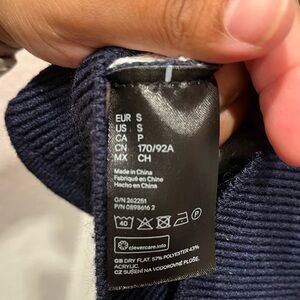 EUR S
US S
CA P
CN 170/92A
MX CH
Made in China
Fabriqué en Chine
Hecho en China
O/N 262251
P/N 0898616 2
40
P
clevercare.info
GB DRY FLAT. 57% POLYESTER 43%
ACRYLIC.
CZ SUŠENÍ NA VODOROVNÉ PLOŠE.